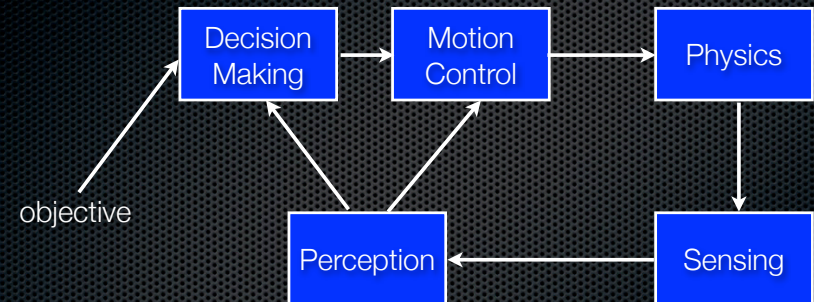 Decision
Making
Motion
Control
Physics
objective
Perception
Sensing